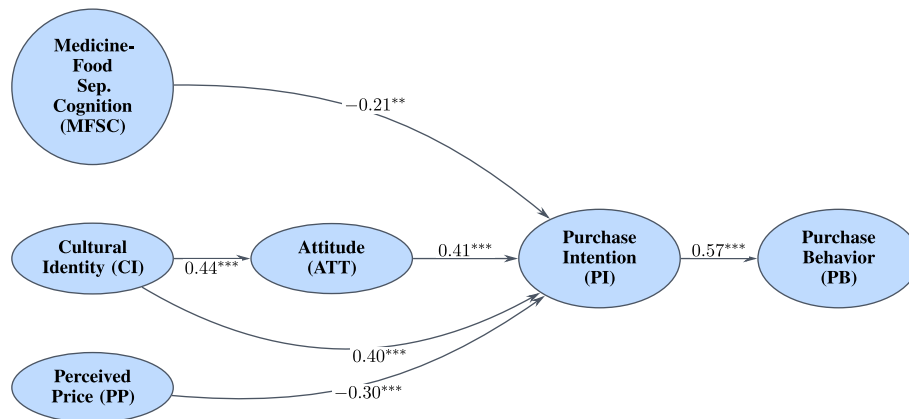 Medicine-
Food
Sep.
Cognition
(MFSC)
−0.21**
Cultural
Identity (CI)
0.44***
Attitude
(ATT)
0.41***
Purchase
Intention
(PI)
0.57***
Purchase
Behavior
(PB)
0.40***
Perceived
Price (PP)
−0.30***